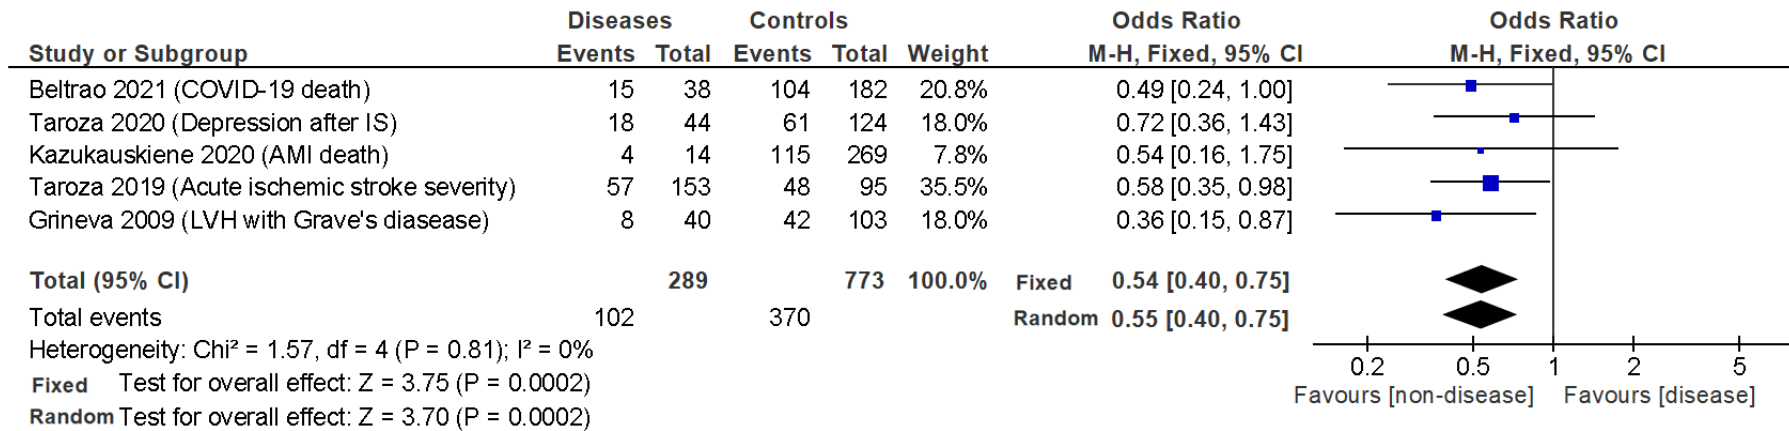 Diseases Controls Odds Ratio Odds Ratio
Study or Subgroup Events Total Events Total Weight M-H, Fixed, 95% CI M-H, Fixed, 95% CI
Beltrao 2021 (COVID-19 death) 15 38 104 182 20.8% 0.49 [0.24, 1.00]
Taroza 2020 (Depression after IS) 18 44 61 124 18.0% 0.72 [0.36, 1.43]
Kazukauskiene 2020 (AMI death) 4 14 115 269 7.8% 0.54 [0.16, 1.75]
Taroza 2019 (Acute ischemic stroke severity) 57 153 48 95 35.5% 0.58 [0.35, 0.98]
Grineva 2009 (LVH with Grave's diasease) 8 40 42 103 18.0% 0.36 [0.15, 0.87]
Total (95% CI) 289 773 100.0% Fixed 0.54 [0.40, 0.75]
Total events 102 370 Random 0.55 [0.40, 0.75]
Heterogeneity: Chi² = 1.57, df = 4 (P = 0.81); I² = 0%
0.2 0.5 1 2 5
Fixed Test for overall effect: Z = 3.75 (P = 0.0002)
Favours [non-disease] Favours [disease]
Random Test for overall effect: Z = 3.70 (P = 0.0002)